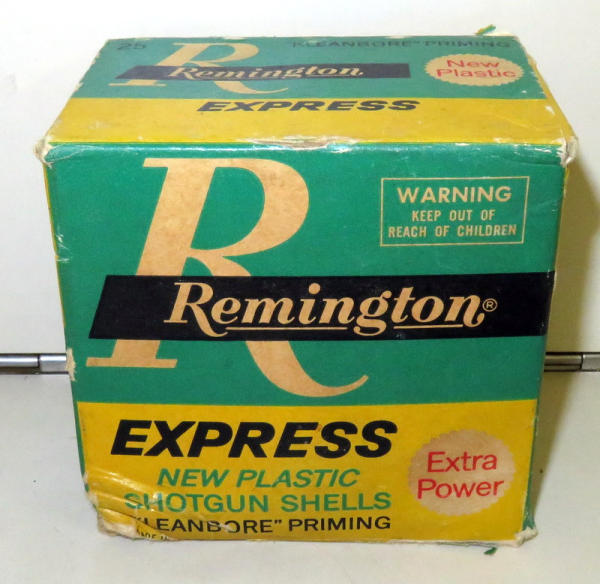 25 "KLEANBORE" PRIMING
R
Remington
New
Plastic
EXPRESS
R
WARNING
KEEP OUT OF
REACH OF CHILDREN
Remington®
EXPRESS
NEW PLASTIC
SHOTGUN SHELLS
"KLEANBORE" PRIMING
Extra
Power